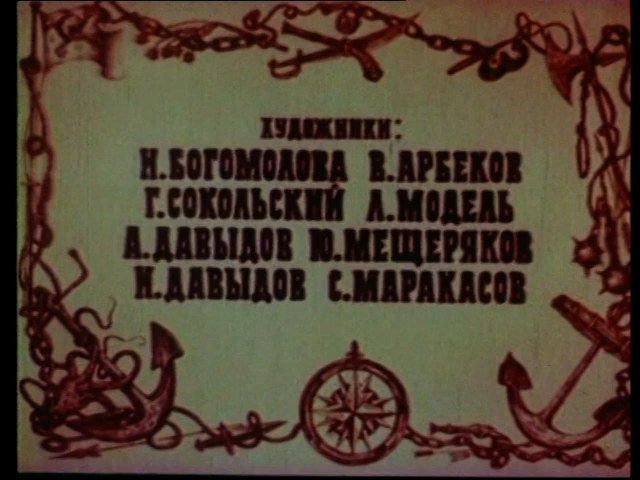 ХУДОЖНИКИ:
Н.БОГОМОЛОВА В.АРБЕКОВ
Г.СОКОЛЬСКИЙ Л.МОДЕЛЬ
А.ДАВЫДОВ Ю.МЕЩЕРЯКОВ
И.ДАВЫДОВ С.МАРАКАСОВ